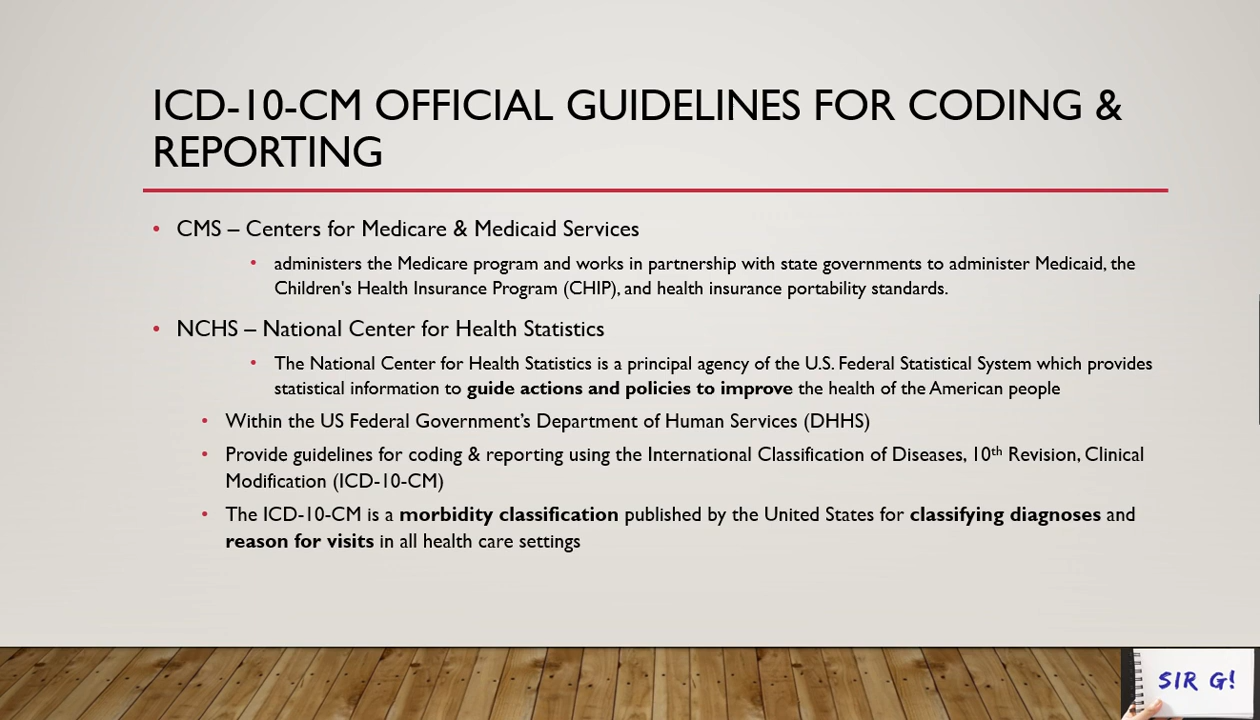 ICD-10-CM OFFICIAL GUIDELINES FOR CODING &
REPORTING
• CMS – Centers for Medicare & Medicaid Services
• administers the Medicare program and works in partnership with state governments to administer Medicaid, the
Children's Health Insurance Program (CHIP), and health insurance portability standards.
• NCHS – National Center for Health Statistics
• The National Center for Health Statistics is a principal agency of the U.S. Federal Statistical System which provides
statistical information to guide actions and policies to improve the health of the American people
• Within the US Federal Government’s Department of Human Services (DHHS)
• Provide guidelines for coding & reporting using the International Classification of Diseases, 10th Revision, Clinical
Modification (ICD-10-CM)
• The ICD-10-CM is a morbidity classification published by the United States for classifying diagnoses and
reason for visits in all health care settings
SIR G!